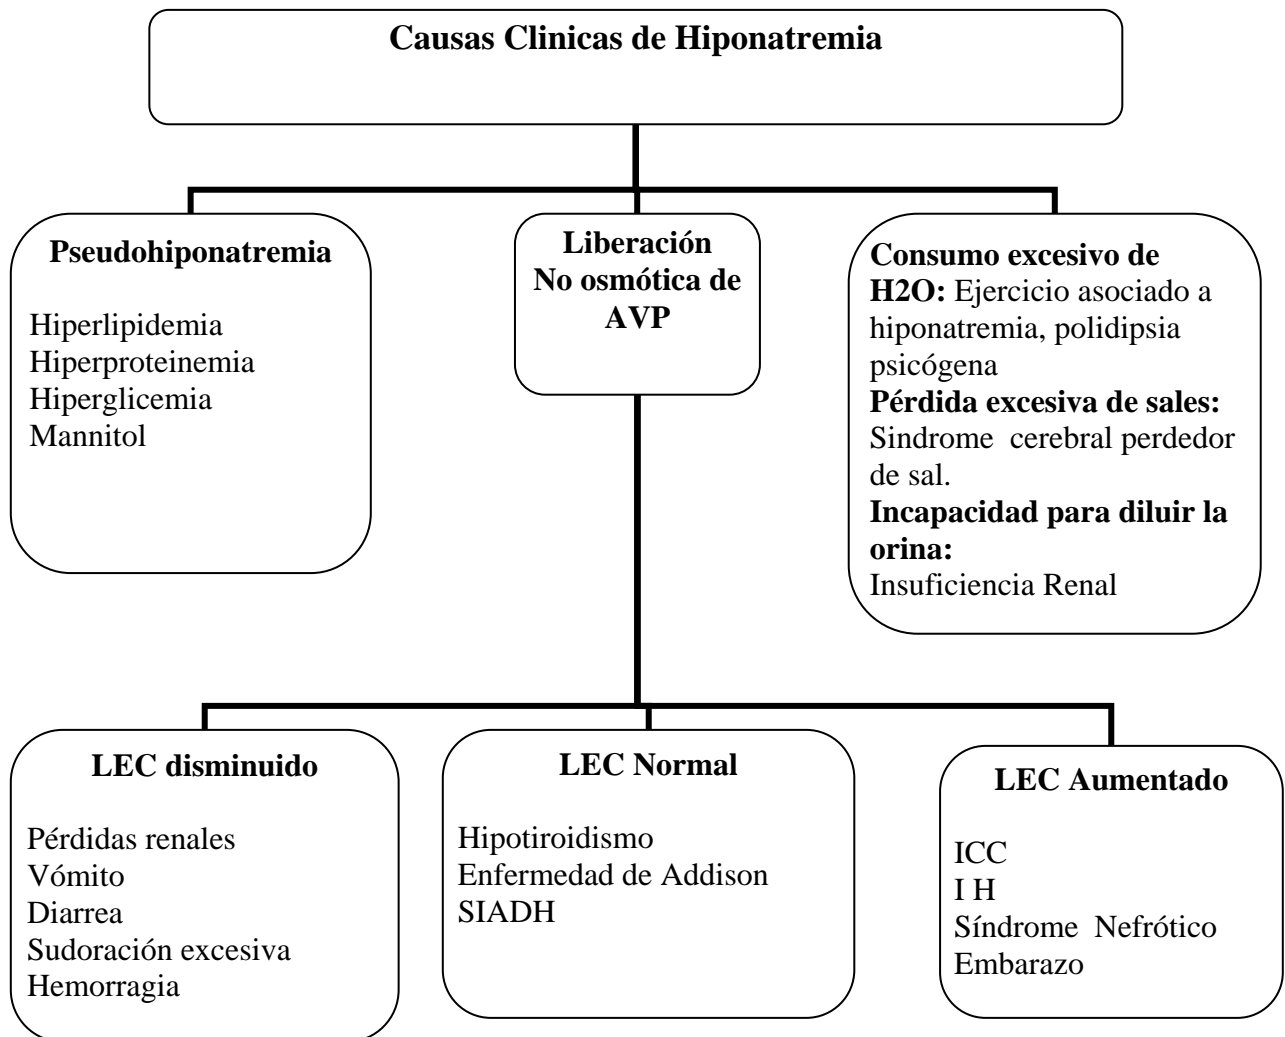 Causas Clinicas de Hiponatremia
Pseudohiponatremia
Hiperlipidemia
Hiperproteinemia
Hiperglicemia
Mannitol
Liberación
No osmótica de
AVP
Consumo excesivo de
H2O: Ejercicio asociado a
hiponatremia, polidipsia
psicógena
Pérdida excesiva de sales:
Sindrome cerebral perdedor
de sal.
Incapacidad para diluir la
orina:
Insuficiencia Renal
LEC disminuido
Pérdidas renales
Vómito
Diarrea
Sudoración excesiva
Hemorragia
LEC Normal
Hipotiroidismo
Enfermedad de Addison
SIADH
LEC Aumentado
ICC
I H
Síndrome Nefrótico
Embarazo